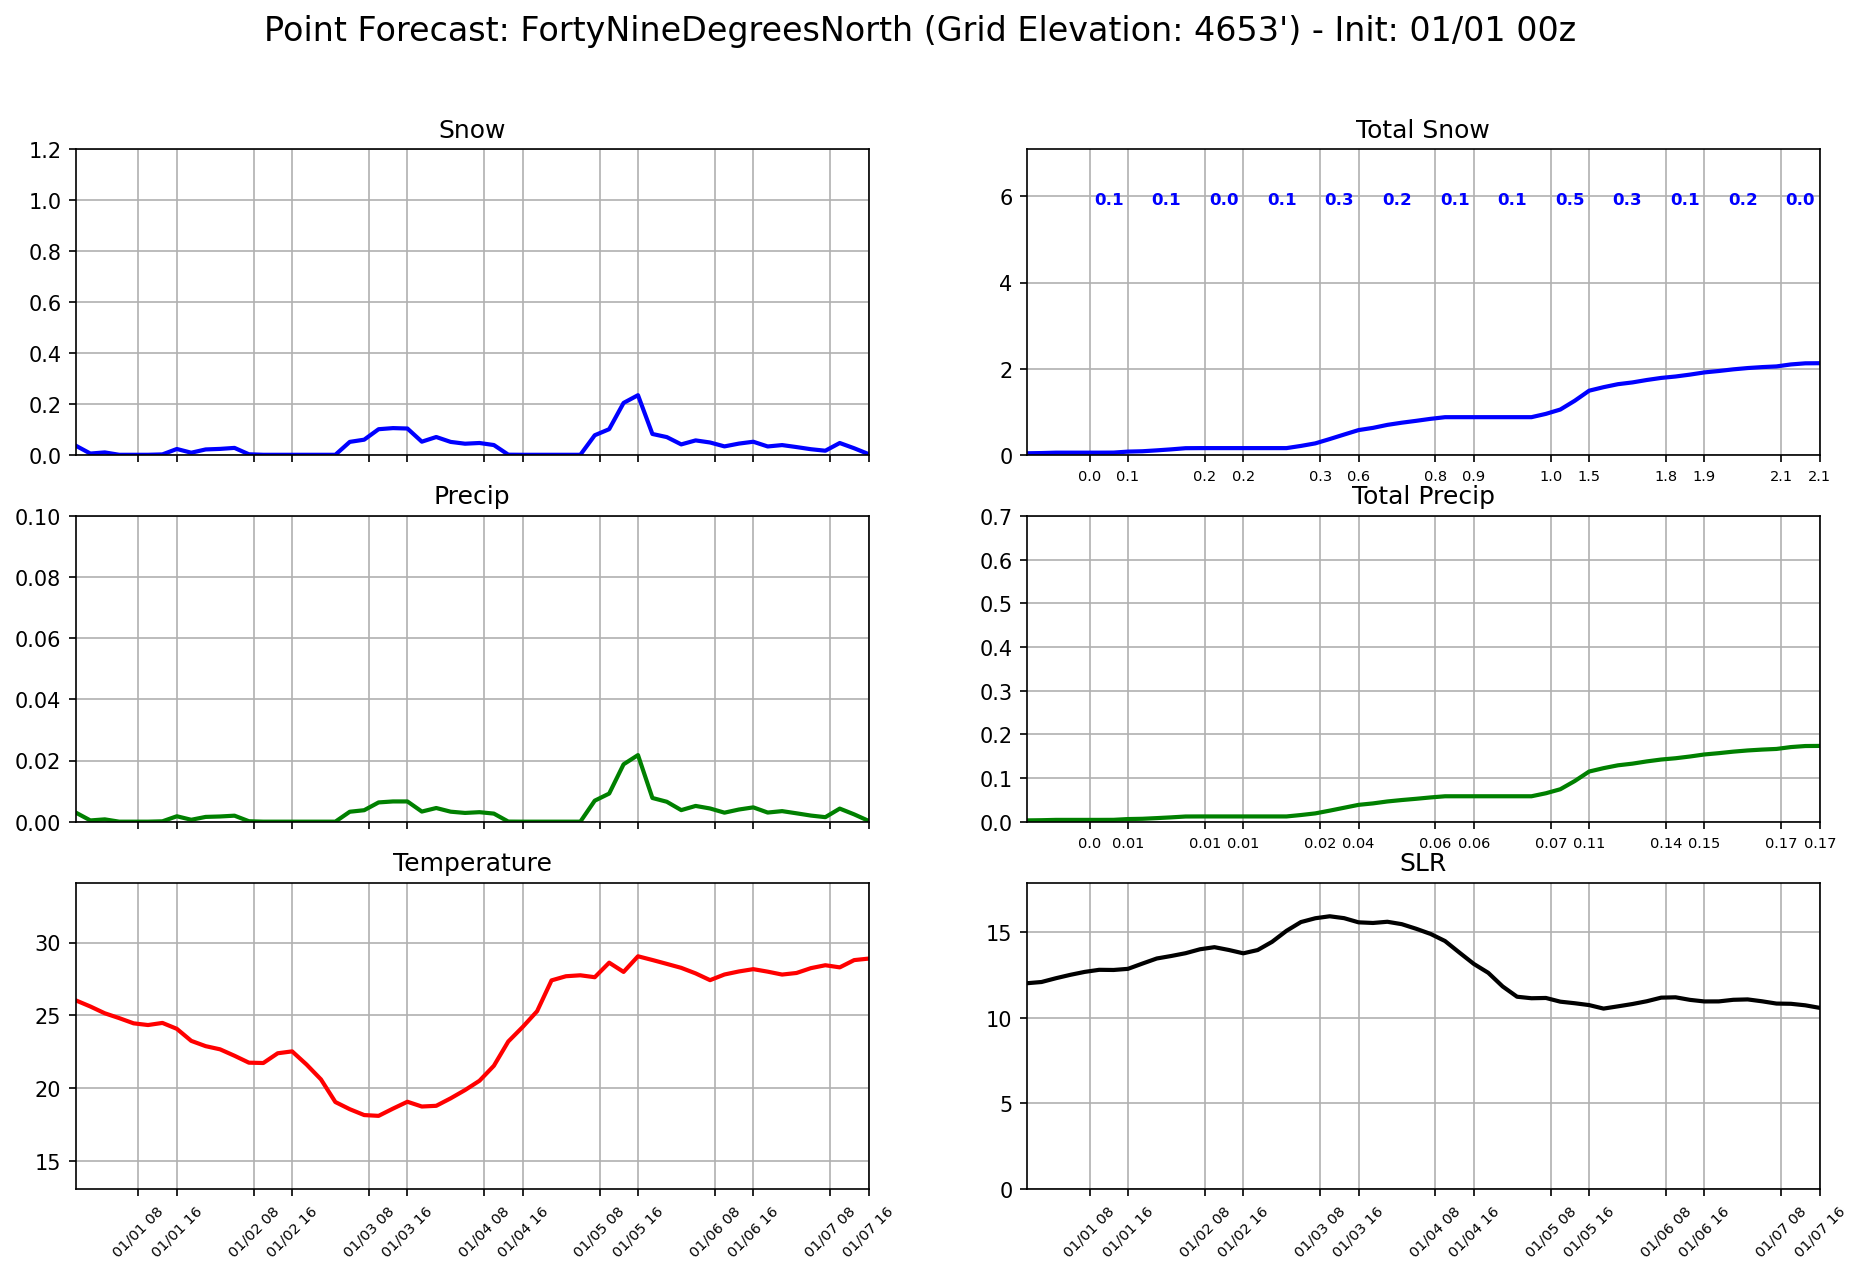 Point Forecast: FortyNineDegreesNorth (Grid Elevation: 4653') - Init: 01/01 00z
Snow
1.2
1.0
0.8
0.6
0.4
0.2
0.0
Total Snow
6
4
2
0
0.1 0.1 0.0 0.1 0.3 0.2 0.1 0.1 0.5 0.3 0.1 0.2 0.0
0.0 0.1 0.2 0.2 0.3 0.6 0.8 0.9 1.0 1.5 1.8 1.9 2.1 2.1
Precip
0.10
0.08
0.06
0.04
0.02
0.00
Total Precip
0.7
0.6
0.5
0.4
0.3
0.2
0.1
0.0
0.0 0.01 0.01 0.01 0.02 0.04 0.06 0.06 0.07 0.11 0.14 0.15 0.17 0.17
Temperature
30
25
20
15
01/01 08 01/01 16 01/02 08 01/02 16 01/03 08 01/03 16 01/04 08 01/04 16 01/05 08 01/05 16 01/06 08 01/06 16 01/07 08 01/07 16
SLR
15
10
5
0
01/01 08 01/01 16 01/02 08 01/02 16 01/03 08 01/03 16 01/04 08 01/04 16 01/05 08 01/05 16 01/06 08 01/06 16 01/07 08 01/07 16